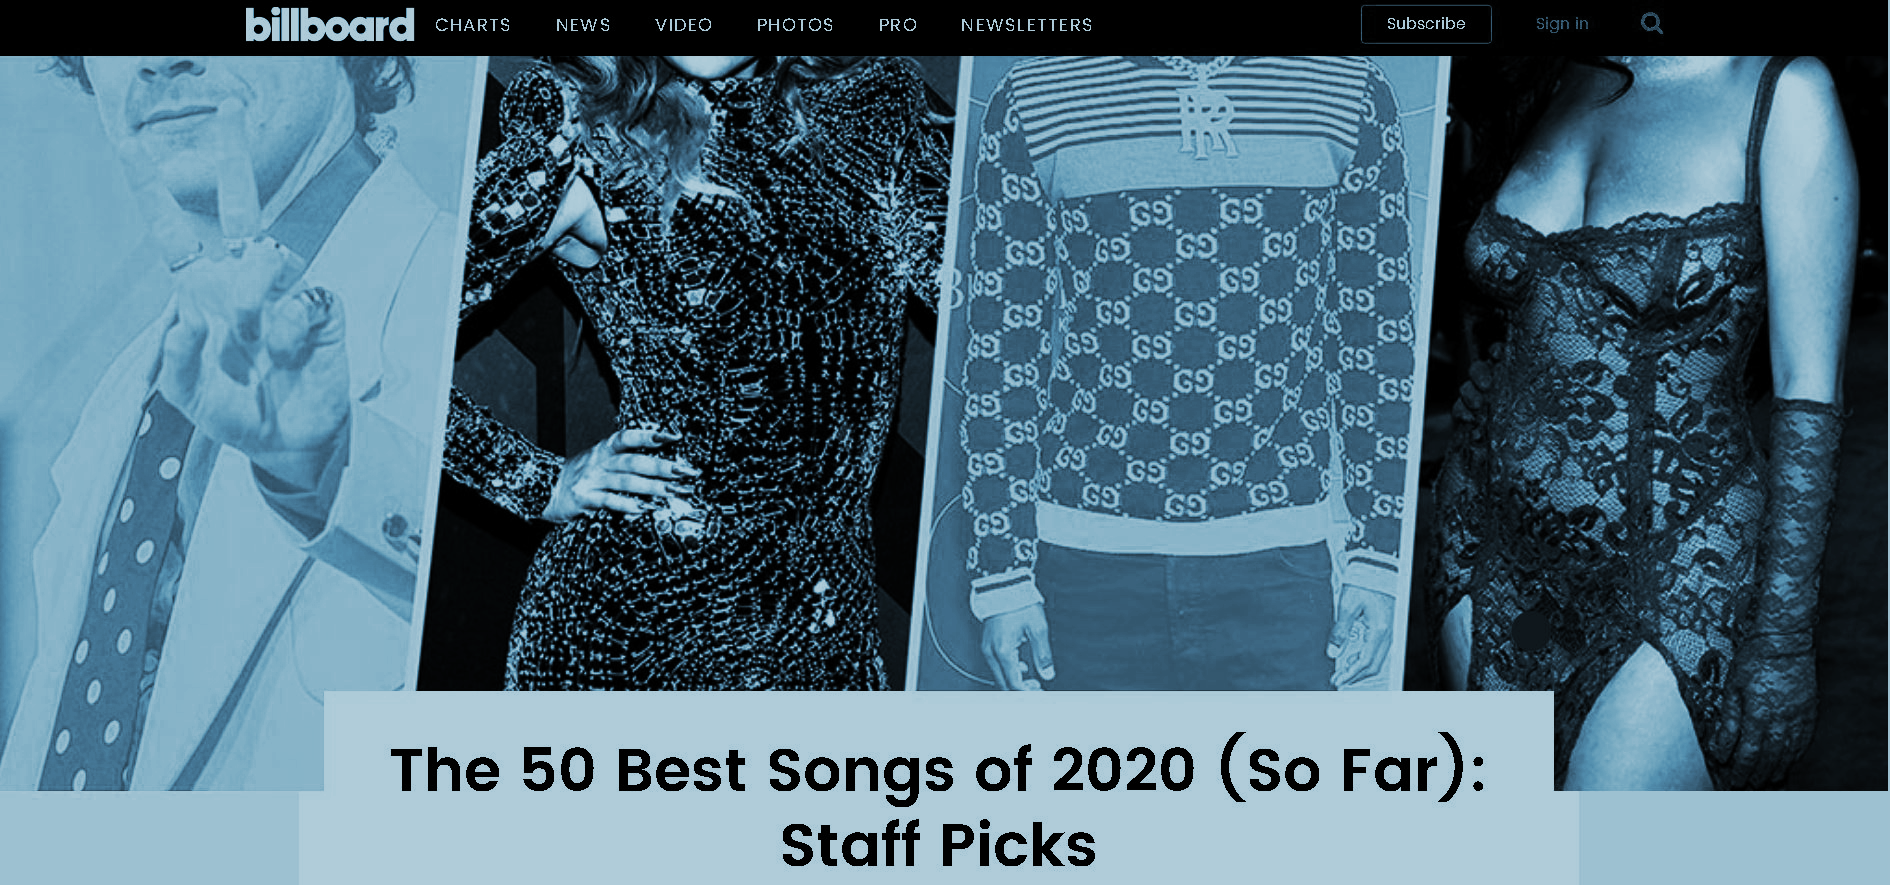 billboard CHARTS NEWS VIDEO PHOTOS PRO NEWSLETTERS Subscribe Sign in
The 50 Best Songs of 2020 (So Far):
Staff Picks